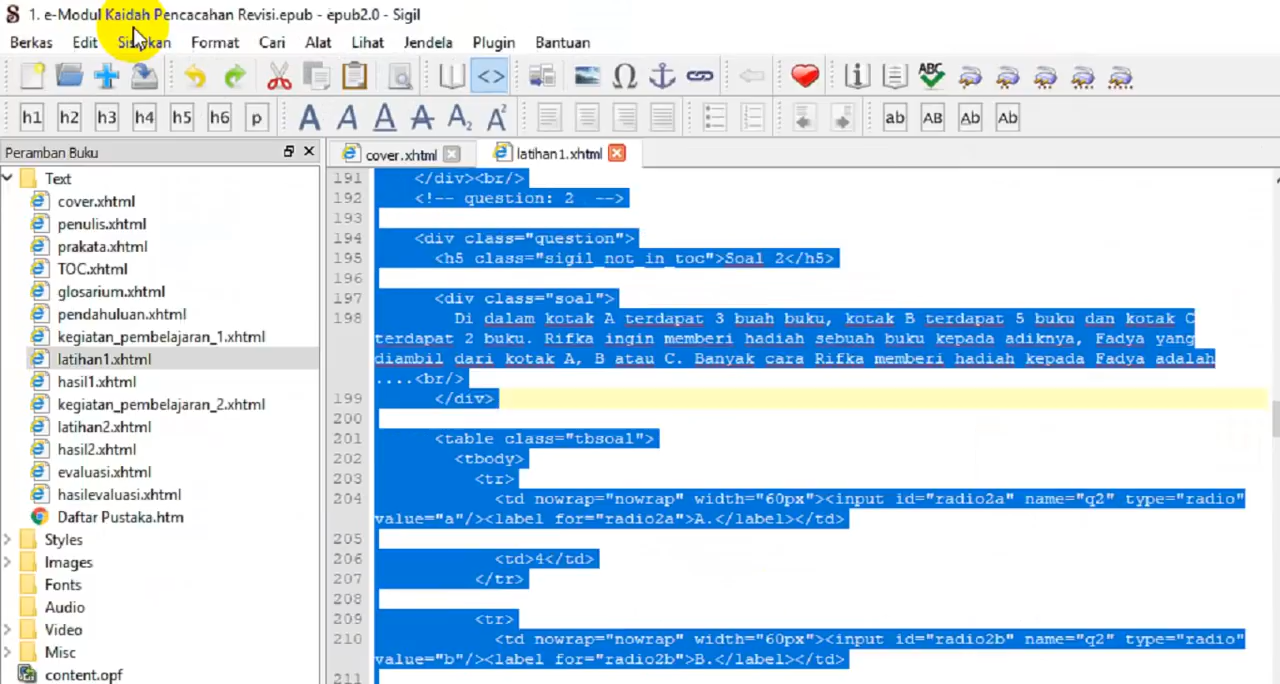 1. e-Modul Kaidah Pencacahan Revisi.epub - epub2.0 - Sigil
Berkas Edit Sisipkan Format Cari Alat Lihat Jendela Plugin Bantuan
ABC
h1 h2 h3 h4 h5 h6 p A A A A A₂ A² ab AB Ab Ab
Peramban Buku
cover.xhtml latihan1.xhtml
Text
cover.xhtml
penulis.xhtml
prakata.xhtml
TOC.xhtml
glosarium.xhtml
pendahuluan.xhtml
kegiatan_pembelajaran_1.xhtml
latihan1.xhtml
hasil1.xhtml
kegiatan_pembelajaran_2.xhtml
latihan2.xhtml
hasil2.xhtml
evaluasi.xhtml
hasilevaluasi.xhtml
Daftar Pustaka.htm
Styles
Images
Fonts
Audio
Video
Misc
content.opf
191 </div><br/>
192 <!-- question: 2 -->
193
194 <div class="question">
195 <h5 class="sigil_not_in_toc">Soal 2</h5>
196
197 <div class="soal">
198 Di dalam kotak A terdapat 3 buah buku, kotak B terdapat 5 buku dan kotak C
terdapat 2 buku. Rifka ingin memberi hadiah sebuah buku kepada adiknya, Fadya yang
diambil dari kotak A, B atau C. Banyak cara Rifka memberi hadiah kepada Fadya adalah
....<br/>
199 </div>
200
201 <table class="tbsoal">
202 <tbody>
203 <tr>
204 <td nowrap="nowrap" width="60px"><input id="radio2a" name="q2" type="radio"
value="a"/><label for="radio2a">A.</label></td>
205
206 <td>4</td>
207 </tr>
208
209 <tr>
210 <td nowrap="nowrap" width="60px"><input id="radio2b" name="q2" type="radio"
value="b"/><label for="radio2b">B.</label></td>
211